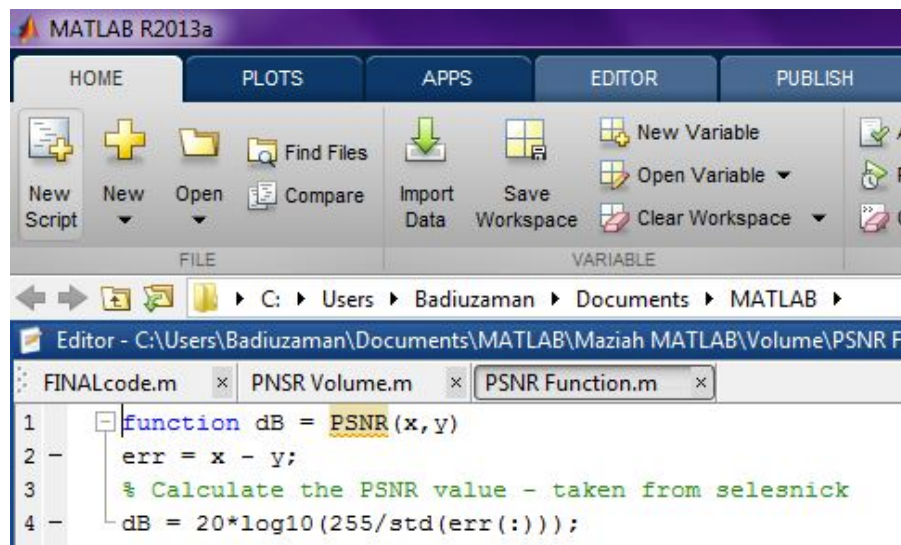 MATLAB R2013a
HOME PLOTS APPS EDITOR PUBLISH
New Script
New
Open
Find Files
Compare
Import Data
Save Workspace
New Variable
Open Variable
Clear Workspace
FILE VARIABLE
C: Users Badiuzaman Documents MATLAB
Editor - C:\Users\Badiuzaman\Documents\MATLAB\Maziah MATLAB\Volume\PSNR F
FINALcode.m × PNSR Volume.m × PSNR Function.m ×
1 function dB = PSNR(x,y)
2 - err = x - y;
3 % Calculate the PSNR value - taken from selesnick
4 - dB = 20*log10(255/std(err(:)));